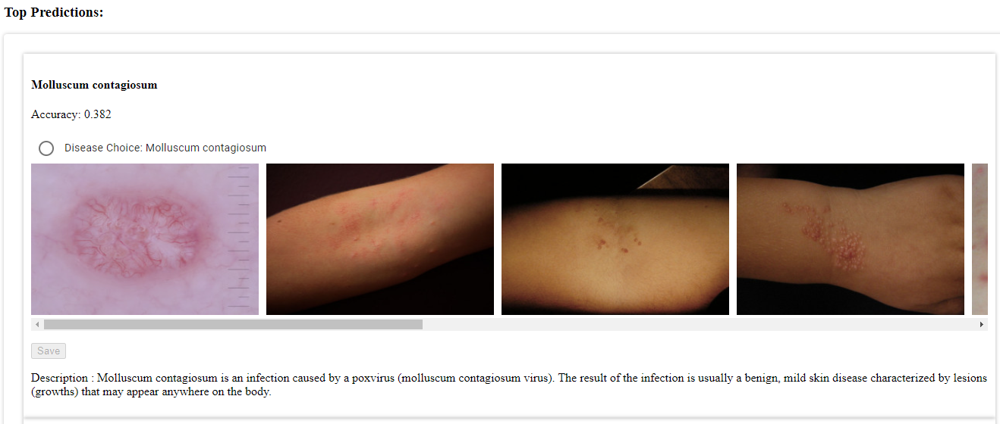 Top Predictions:
Molluscum contagiosum
Accuracy: 0.382
Disease Choice: Molluscum contagiosum
Save
Description : Molluscum contagiosum is an infection caused by a poxvirus (molluscum contagiosum virus). The result of the infection is usually a benign, mild skin disease characterized by lesions
(growths) that may appear anywhere on the body.